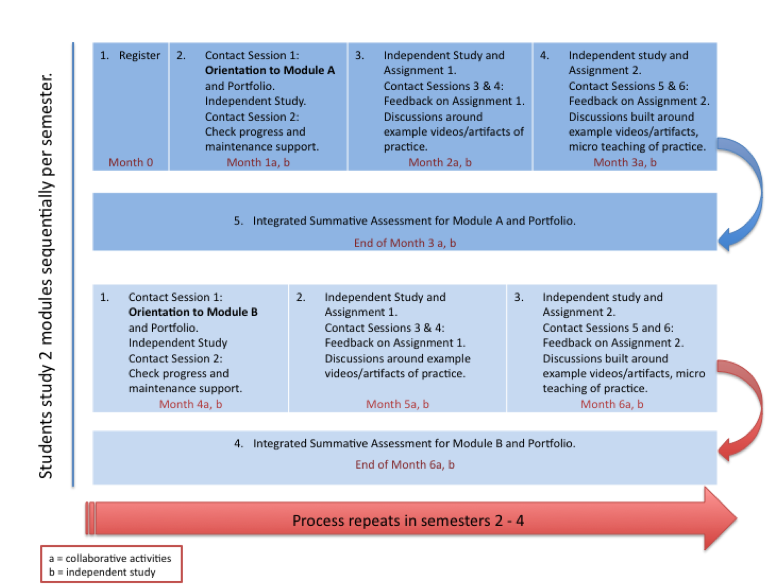 Students study 2 modules sequentially per semester.
1. Register
Month 0
2. Contact Session 1:
Orientation to Module A
and Portfolio.
Independent Study.
Contact Session 2:
Check progress and
maintenance support.
Month 1a, b
3. Independent Study and
Assignment 1.
Contact Sessions 3 & 4:
Feedback on Assignment 1.
Discussions around
example videos/artifacts of
practice.
Month 2a, b
4. Independent study and
Assignment 2.
Contact Sessions 5 & 6:
Feedback on Assignment 2.
Discussions built around
example videos/artifacts,
micro teaching of practice.
Month 3a, b
5. Integrated Summative Assessment for Module A and Portfolio.
End of Month 3 a, b
1. Contact Session 1:
Orientation to Module B
and Portfolio.
Independent Study
Contact Session 2:
Check progress and
maintenance support.
Month 4a, b
2. Independent Study and
Assignment 1.
Contact Sessions 3 & 4:
Feedback on Assignment 1.
Discussions around example
videos/artifacts of practice.
Month 5a, b
3. Independent study and
Assignment 2.
Contact Sessions 5 and 6:
Feedback on Assignment 2.
Discussions built around
example videos/artifacts, micro
teaching of practice.
Month 6a, b
4. Integrated Summative Assessment for Module B and Portfolio.
End of Month 6a, b
Process repeats in semesters 2 - 4
a = collaborative activities
b = independent study